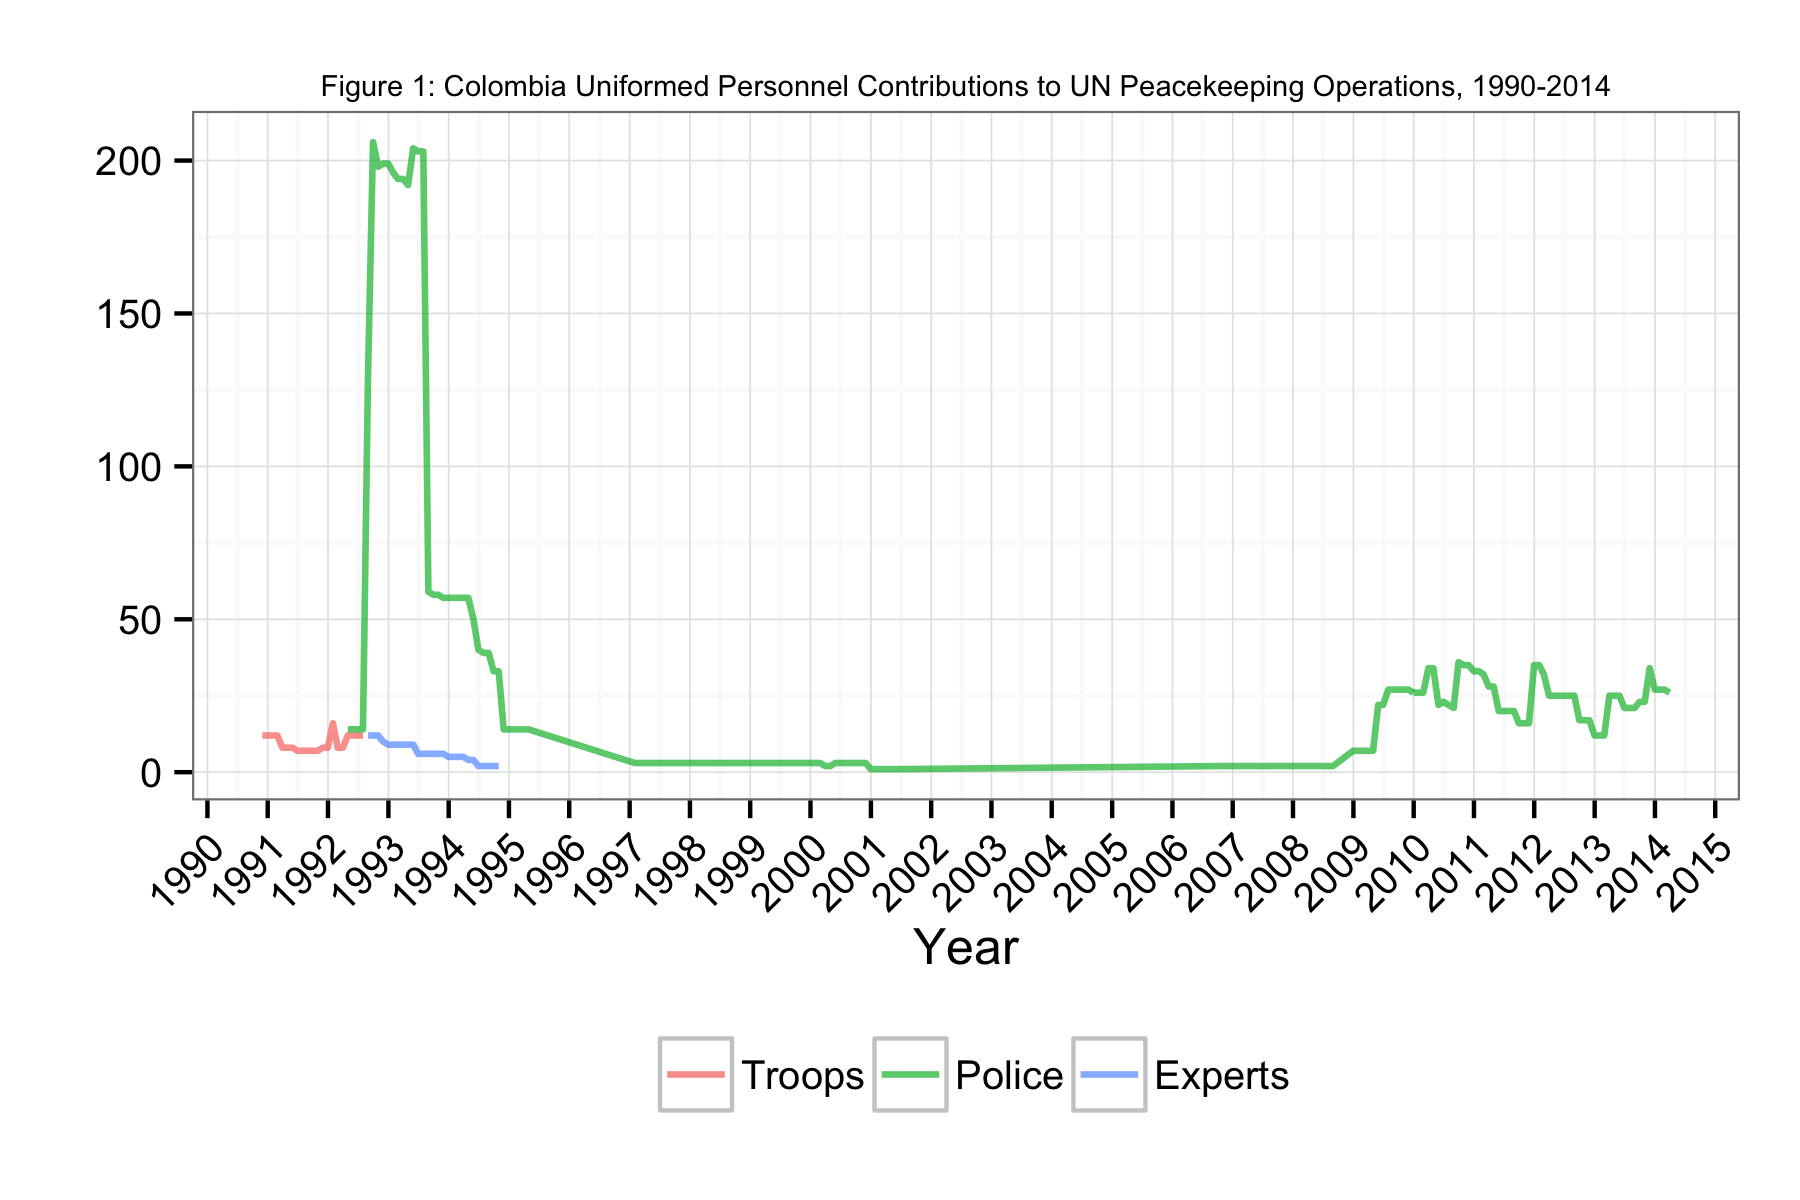 Figure 1: Colombia Uniformed Personnel Contributions to UN Peacekeeping Operations, 1990-2014
200
150
100
50
0
1990 1991 1992 1993 1994 1995 1996 1997 1998 1999 2000 2001 2002 2003 2004 2005 2006 2007 2008 2009 2010 2011 2012 2013 2014 2015
Year
Troops Police Experts